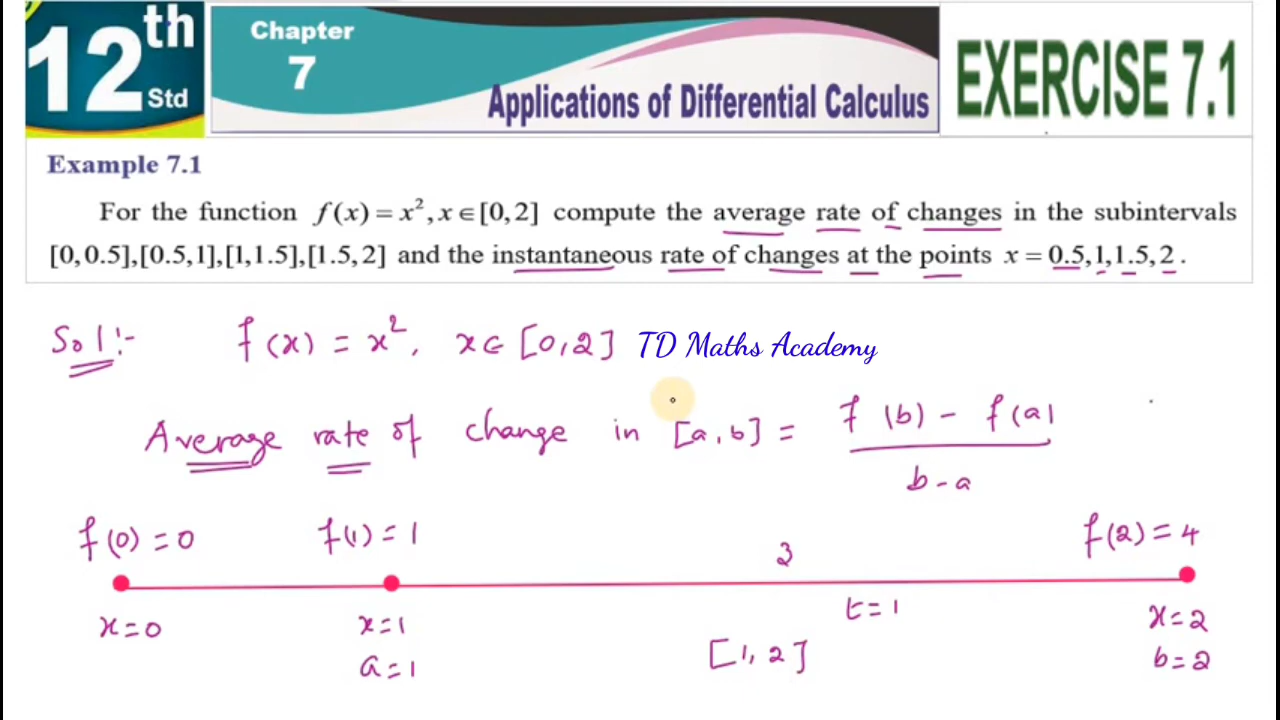 12th
Std
Chapter
7
Applications of Differential Calculus
EXERCISE 7.1
Example 7.1
For the function f(x) = x², x ∈ [0, 2] compute the average rate of changes in the subintervals
[0, 0.5], [0.5, 1], [1, 1.5], [1.5, 2] and the instantaneous rate of changes at the points x = 0.5, 1, 1.5, 2 .
Sol :- f(x) = x², x ∈ [0, 2] TD Maths Academy
Average rate of change in [a, b] = f(b) - f(a)
b - a
f(0) = 0 f(1) = 1 3 f(2) = 4
x = 0 x = 1 t = 1 x = 2
a = 1 [1, 2] b = 2